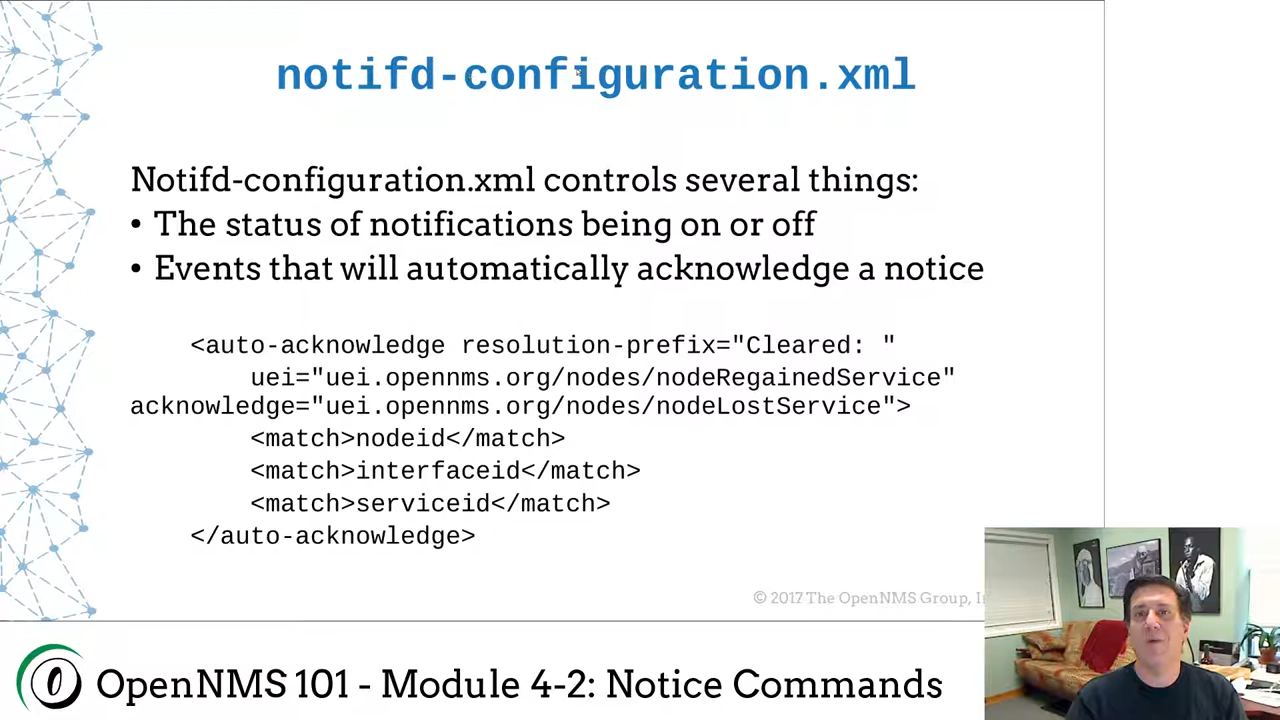 notifd-configuration.xml
Notifd-configuration.xml controls several things:
• The status of notifications being on or off
• Events that will automatically acknowledge a notice
<auto-acknowledge resolution-prefix="Cleared: "
uei="uei.opennms.org/nodes/nodeRegainedService"
acknowledge="uei.opennms.org/nodes/nodeLostService">
<match>nodeid</match>
<match>interfaceid</match>
<match>serviceid</match>
</auto-acknowledge>
© 2017 The OpenNMS Group,
OpenNMS 101 - Module 4-2: Notice Commands